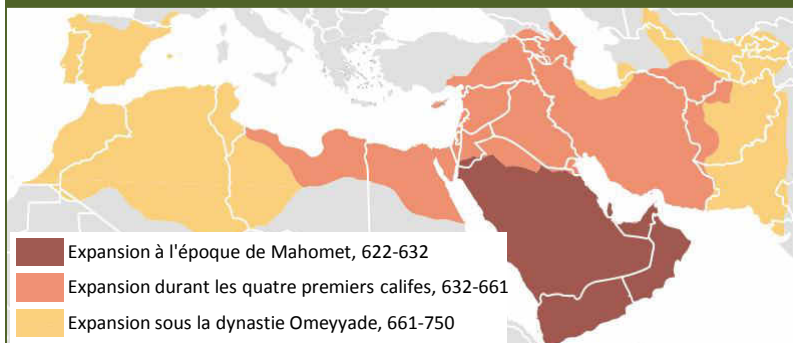 Expansion à l'époque de Mahomet, 622-632
Expansion durant les quatre premiers califes, 632-661
Expansion sous la dynastie Omeyyade, 661-750